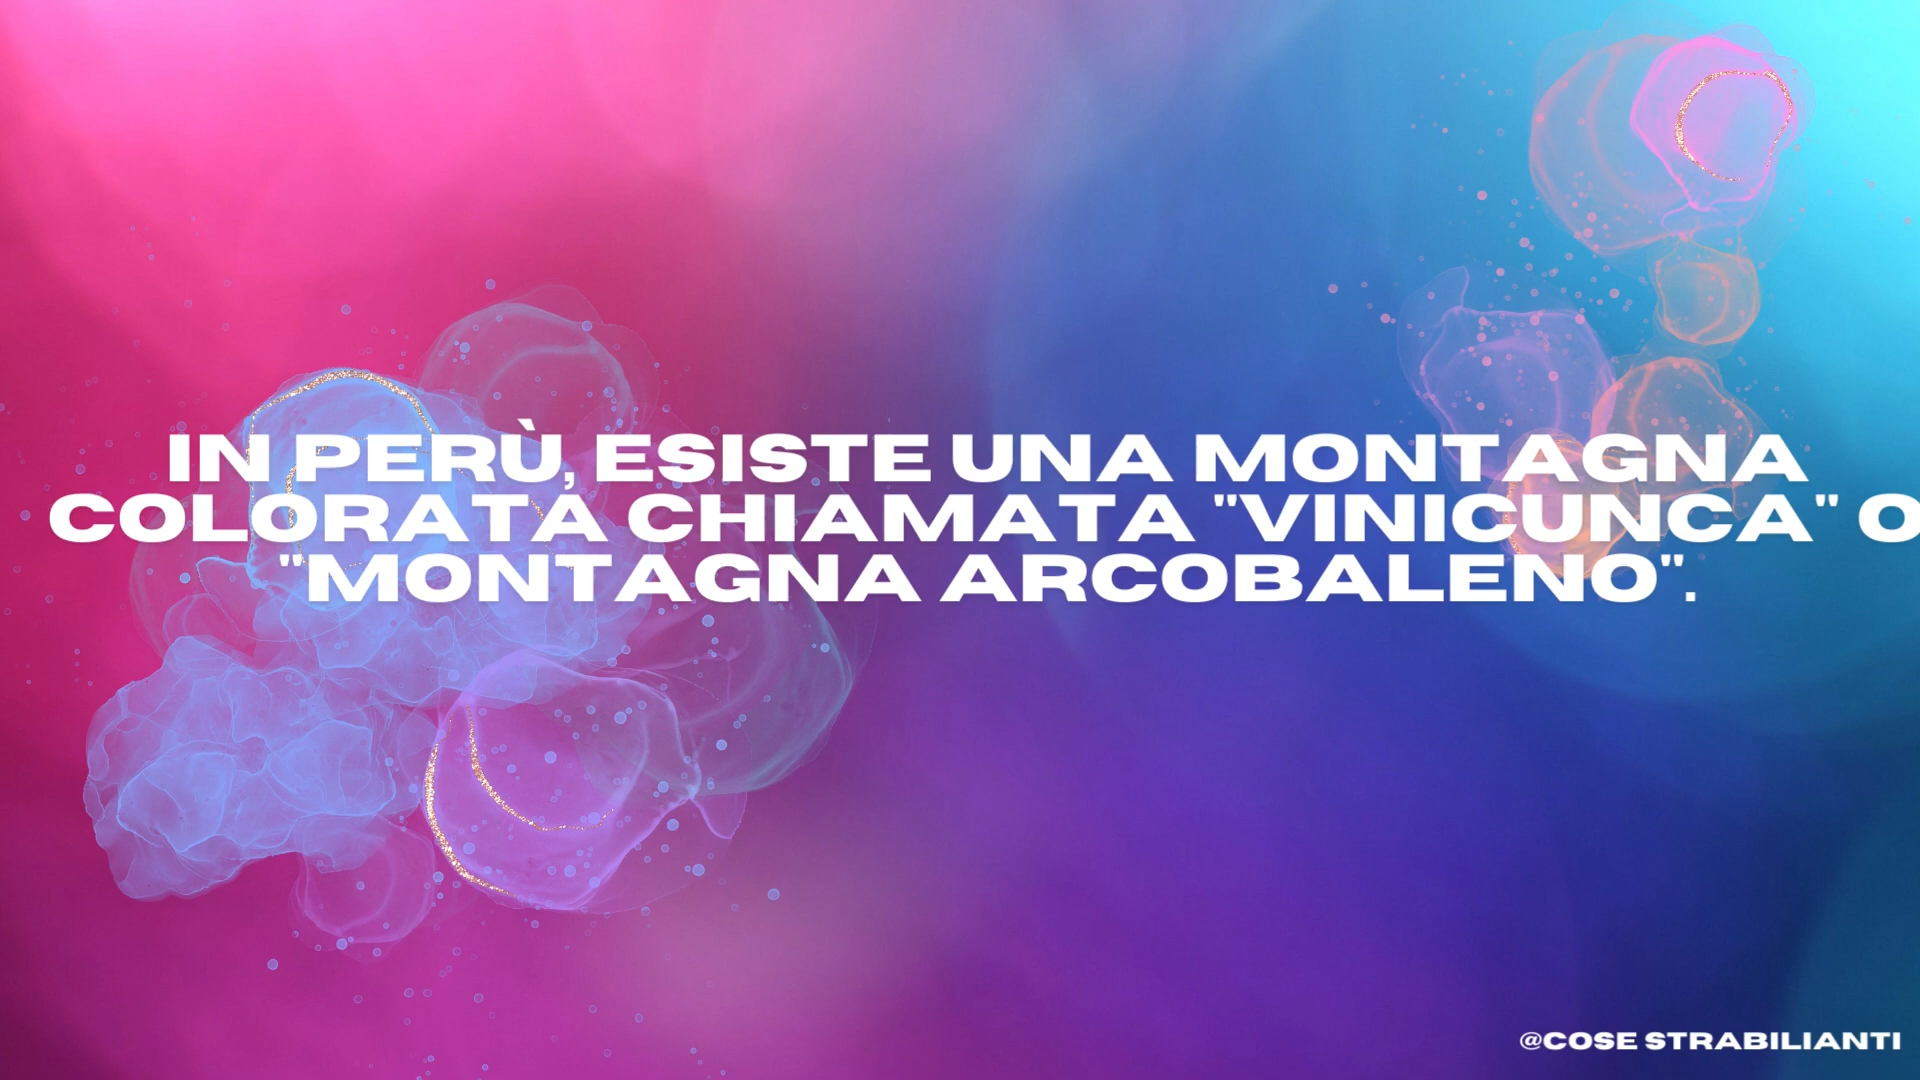 IN PERÙ, ESISTE UNA MONTAGNA
COLORATA CHIAMATA "VINICUNCA" O
"MONTAGNA ARCOBALENO".
@COSE STRABILIANTI